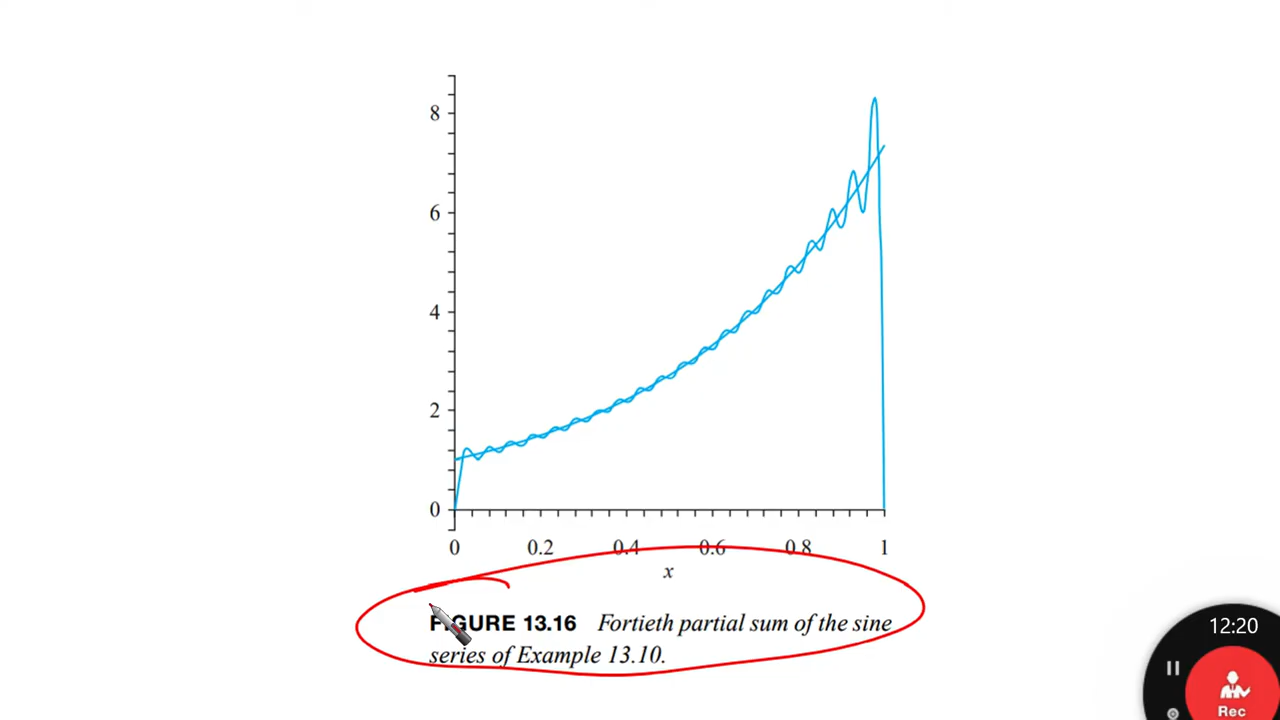 8
6
4
2
0
0 0.2 0.4 0.6 0.8 1
x
FIGURE 13.16 Fortieth partial sum of the sine
series of Example 13.10.
12:20
Rec